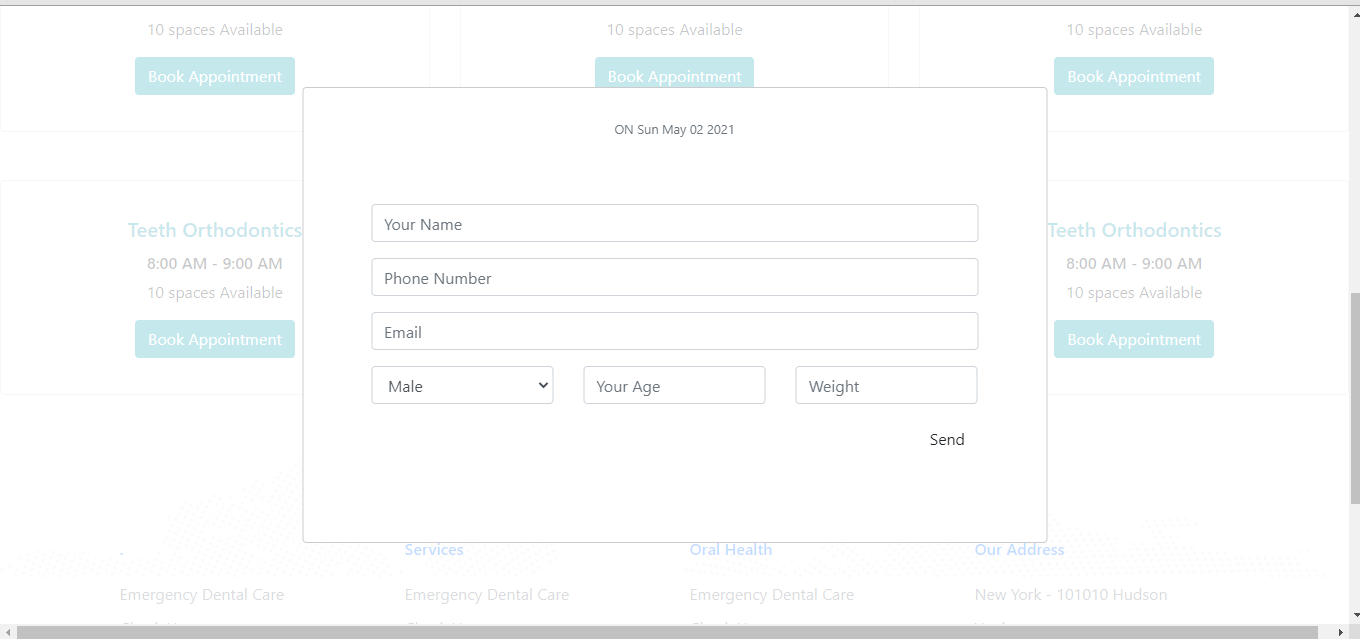 10 spaces Available
10 spaces Available
10 spaces Available
Book Appointment
Book Appointment
Book Appointment
ON Sun May 02 2021
Your Name
Phone Number
Email
Male
Your Age
Weight
Send
Teeth Orthodontics
8:00 AM - 9:00 AM
10 spaces Available
Book Appointment
Teeth Orthodontics
8:00 AM - 9:00 AM
10 spaces Available
Book Appointment
.
Services
Oral Health
Our Address
Emergency Dental Care
Emergency Dental Care
Emergency Dental Care
New York - 101010 Hudson